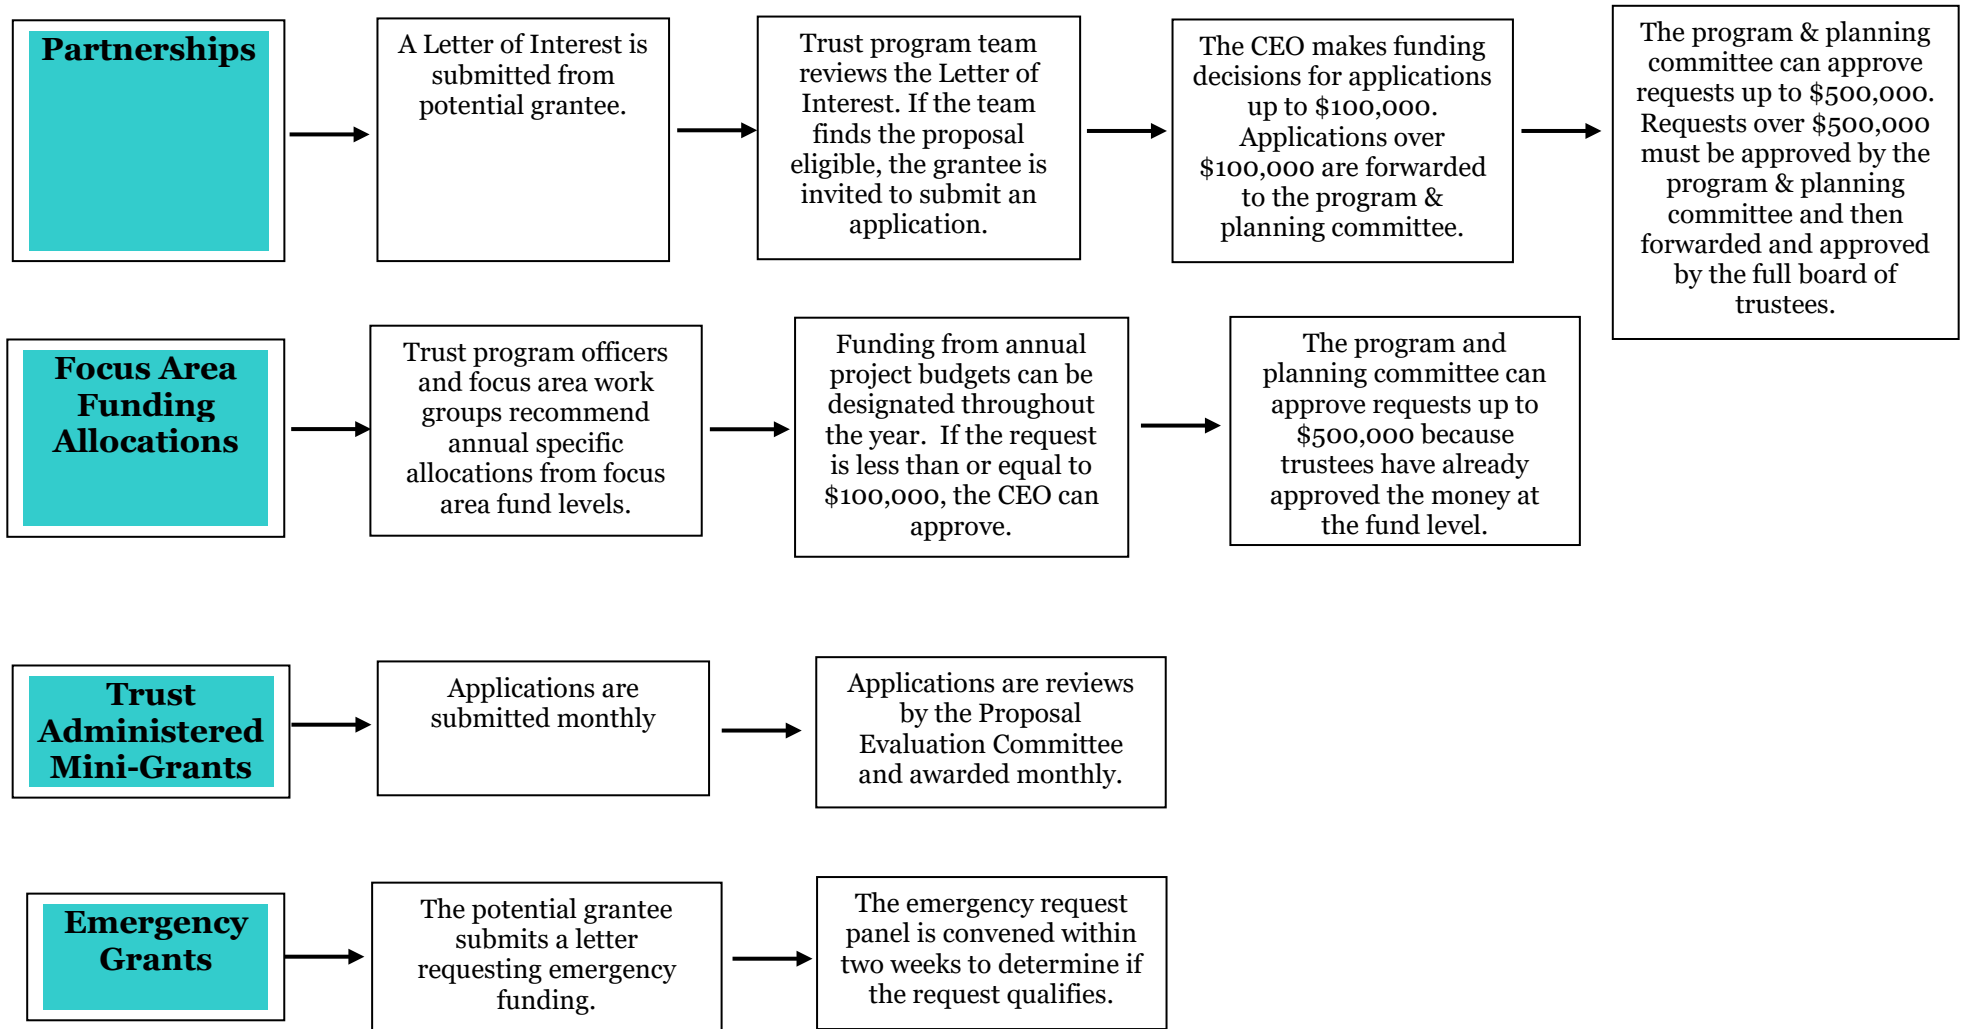 Partnerships
A Letter of Interest is
submitted from
potential grantee.
Trust program team
reviews the Letter of
Interest. If the team
finds the proposal
eligible, the grantee is
invited to submit an
application.
The CEO makes funding
decisions for applications
up to $100,000.
Applications over
$100,000 are forwarded
to the program &
planning committee.
The program & planning
committee can approve
requests up to $500,000.
Requests over $500,000
must be approved by the
program & planning
committee and then
forwarded and approved
by the full board of
trustees.
Focus Area
Funding
Allocations
Trust program officers
and focus area work
groups recommend
annual specific
allocations from focus
area fund levels.
Funding from annual
project budgets can be
designated throughout
the year.  If the request
is less than or equal to
$100,000, the CEO can
approve.
The program and
planning committee can
approve requests up to
$500,000 because
trustees have already
approved the money at
the fund level.
Trust
Administered
Mini-Grants
Applications are
submitted monthly
Applications are reviews
by the Proposal
Evaluation Committee
and awarded monthly.
Emergency
Grants
The potential grantee
submits a letter
requesting emergency
funding.
The emergency request
panel is convened within
two weeks to determine if
the request qualifies.